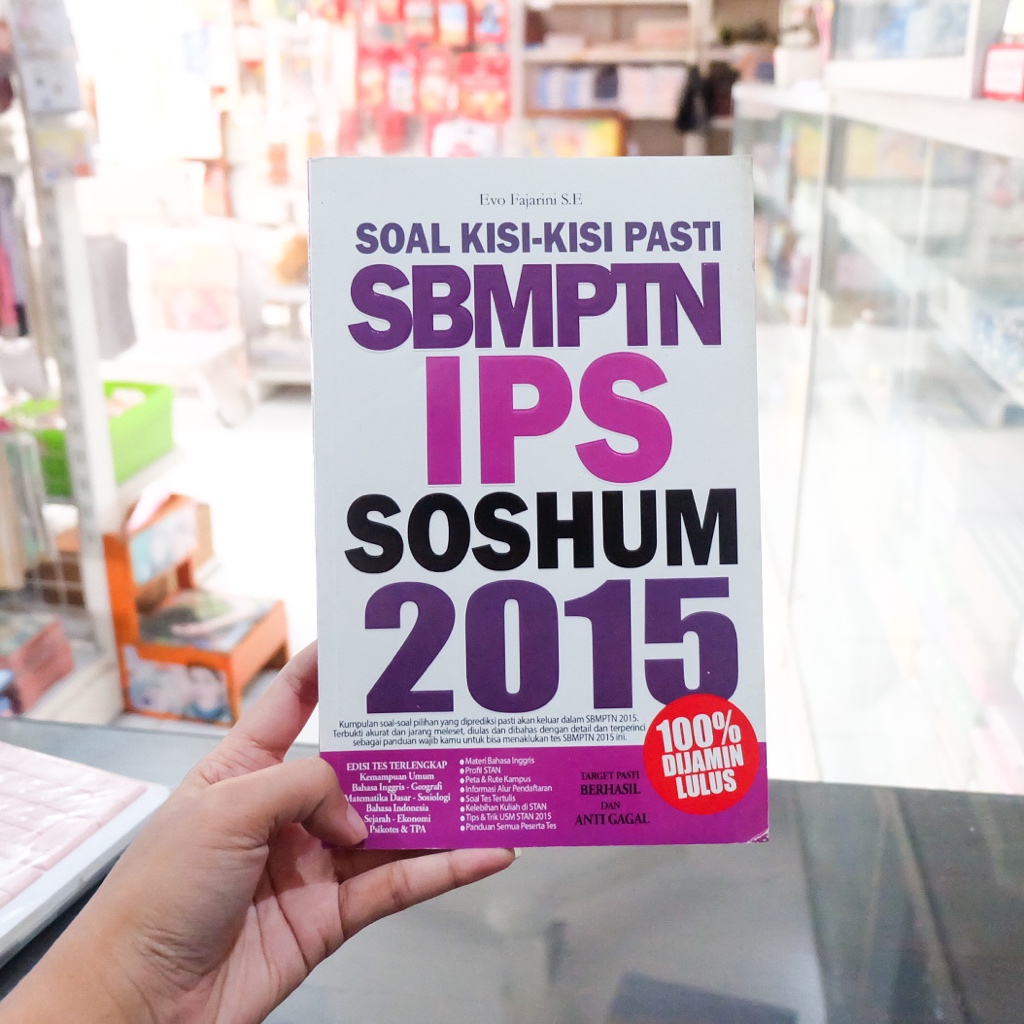 Evo Fajarini S.E
SOAL KISI-KISI PASTI
SBMPTN
IPS
SOSHUM
2015
Kumpulan soal-soal pilihan yang diprediksi pasti akan keluar dalam SBMPTN 2015.
Terbukti akurat dan jarang meleset, diulas dan dibahas dengan detail dan terperinci
sebagai panduan wajib kamu untuk bisa menaklukan tes SBMPTN 2015 ini.
100%
DIJAMIN
LULUS
EDISI TES TERLENGKAP
Kemampuan Umum
Bahasa Inggris - Geografi
Matematika Dasar - Sosiologi
Bahasa Indonesia
Sejarah - Ekonomi
Psikotes & TPA
• Materi Bahasa Inggris
• Profil STAN
• Peta & Rute Kampus
• Informasi Alur Pendaftaran
• Soal Tes Tertulis
• Kelebihan Kuliah di STAN
• Tips & Trik USM STAN 2015
• Panduan Semua Peserta Tes
TARGET PASTI
BERHASIL
DAN
ANTI GAGAL